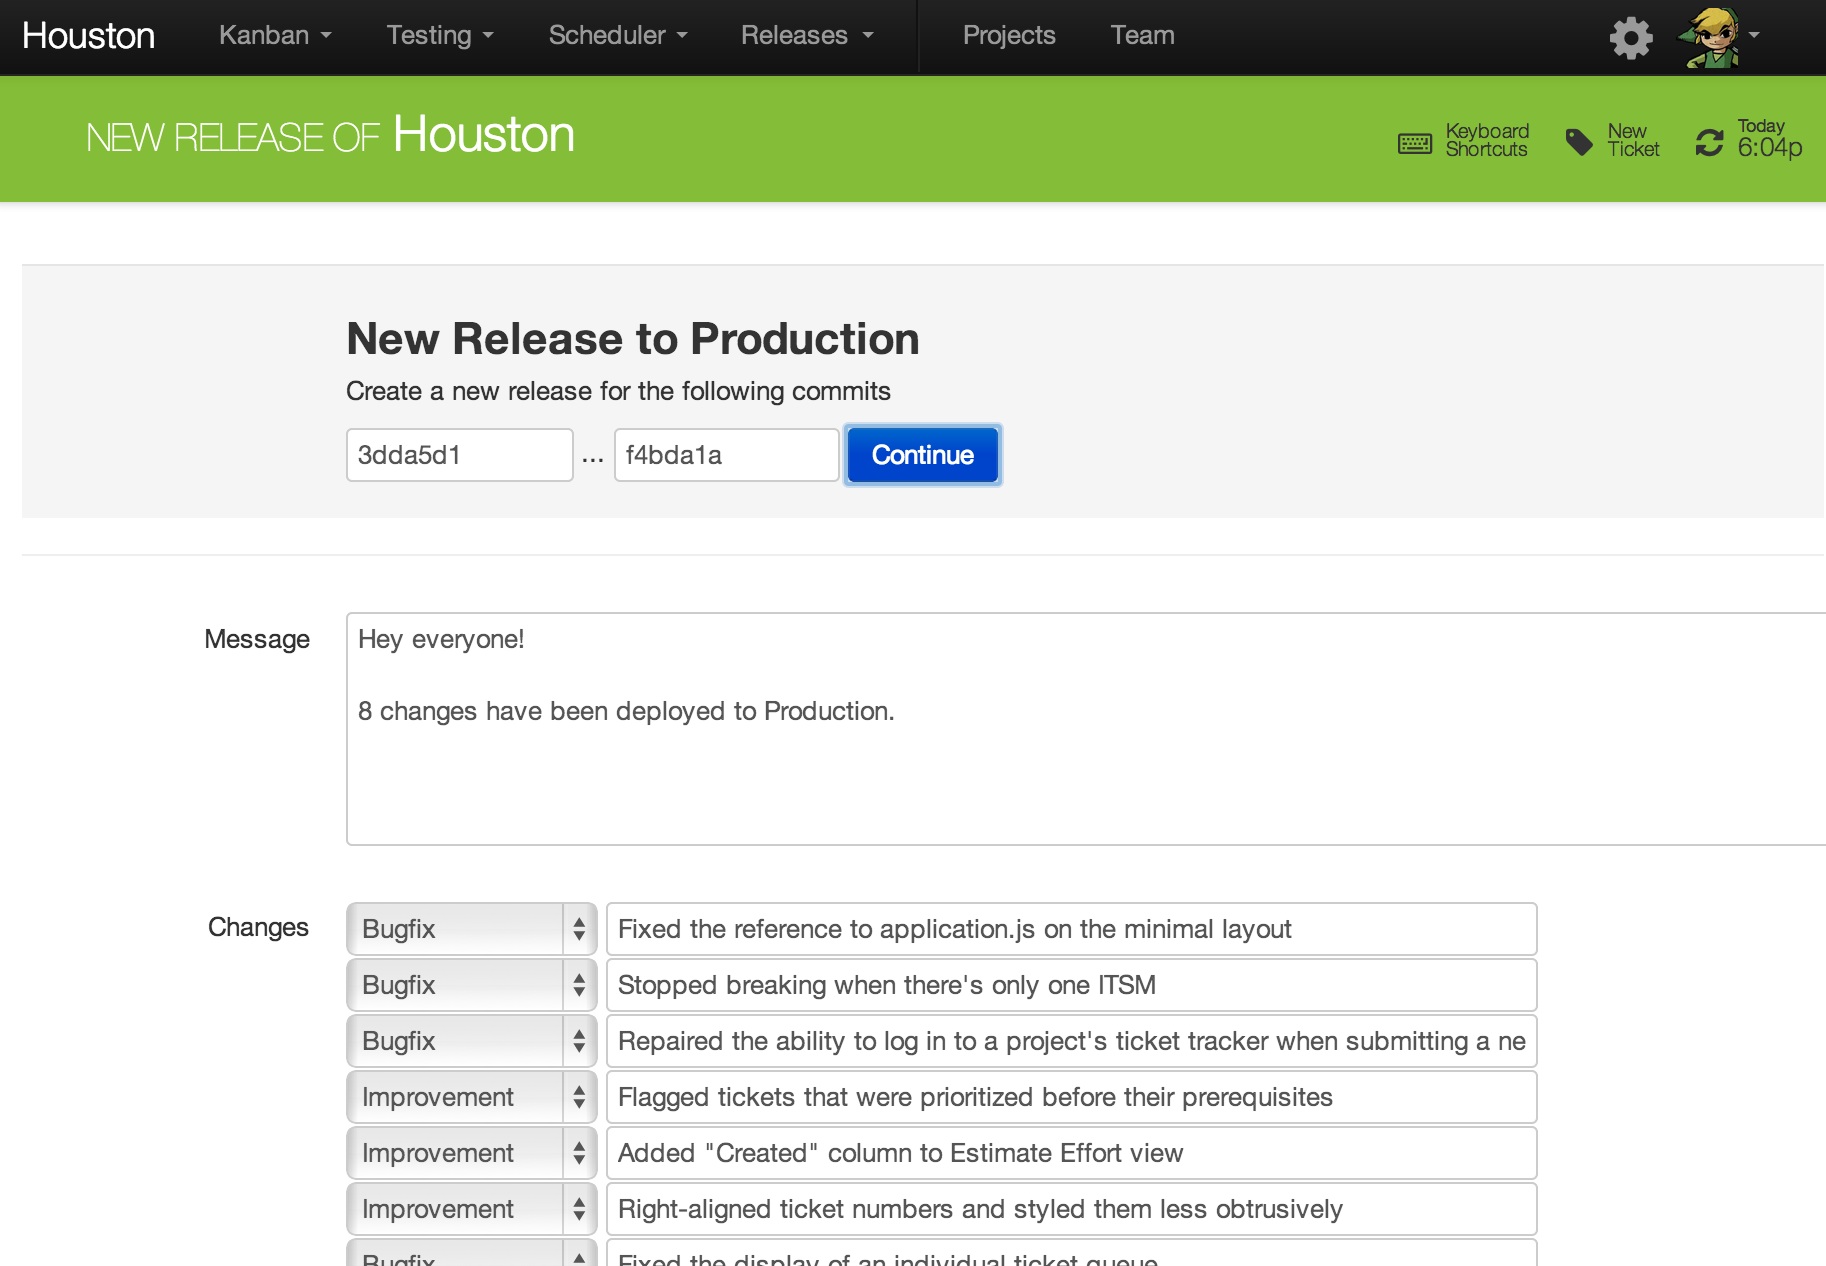 Houston Kanban Testing Scheduler Releases Projects Team
NEW RELEASE OF Houston
Keyboard Shortcuts
New Ticket
Today 6:04p
New Release to Production
Create a new release for the following commits
3dda5d1 ... f4bda1a Continue
Message
Hey everyone!
8 changes have been deployed to Production.
Changes
Bugfix Fixed the reference to application.js on the minimal layout
Bugfix Stopped breaking when there's only one ITSM
Bugfix Repaired the ability to log in to a project's ticket tracker when submitting a ne
Improvement Flagged tickets that were prioritized before their prerequisites
Improvement Added "Created" column to Estimate Effort view
Improvement Right-aligned ticket numbers and styled them less obtrusively
Bugfix Fixed the display of an individual ticket queue